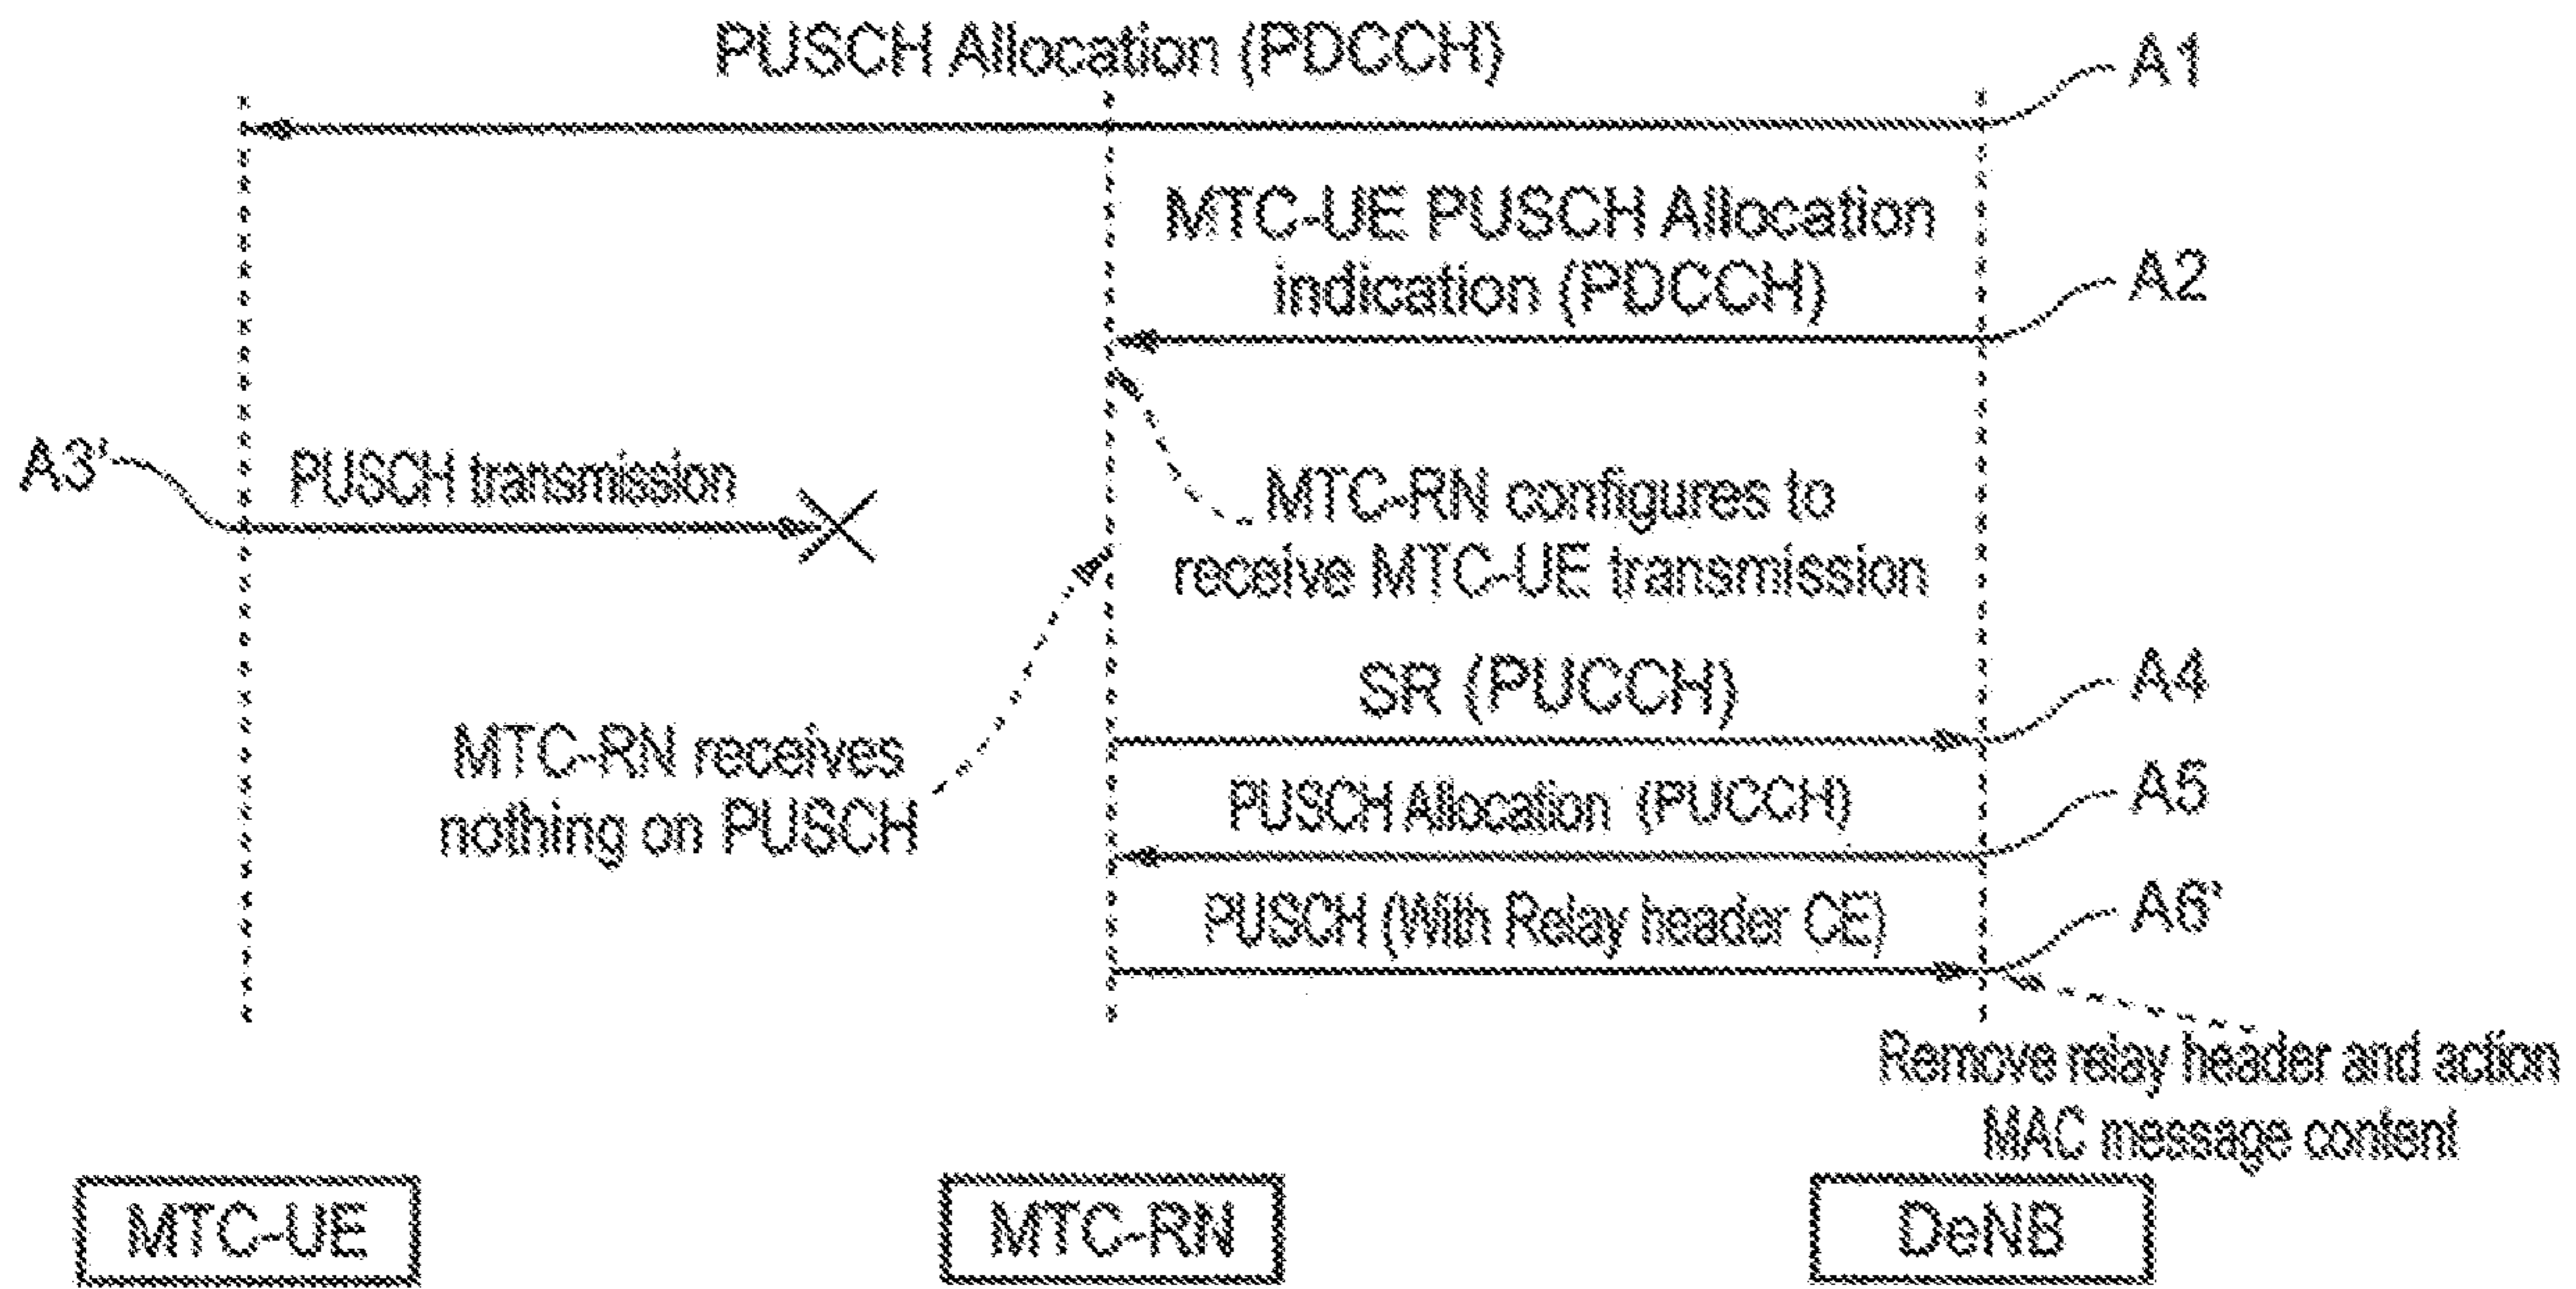 PUSCH Allocation (PDCCH)
A1
MTC-UE PUSCH Allocation
indication (PDCCH)
A2
A3'
PUSCH transmission
MTC-RN configures to
receive MTC-UE transmission
SR (PUCCH)
A4
MTC-RN receives
nothing on PUSCH
PUSCH Allocation (PUCCH)
A5
PUSCH (With Relay header CE)
A6'
Remove relay header and action
MAC message content
MTC-UE
MTC-RN
DeNB